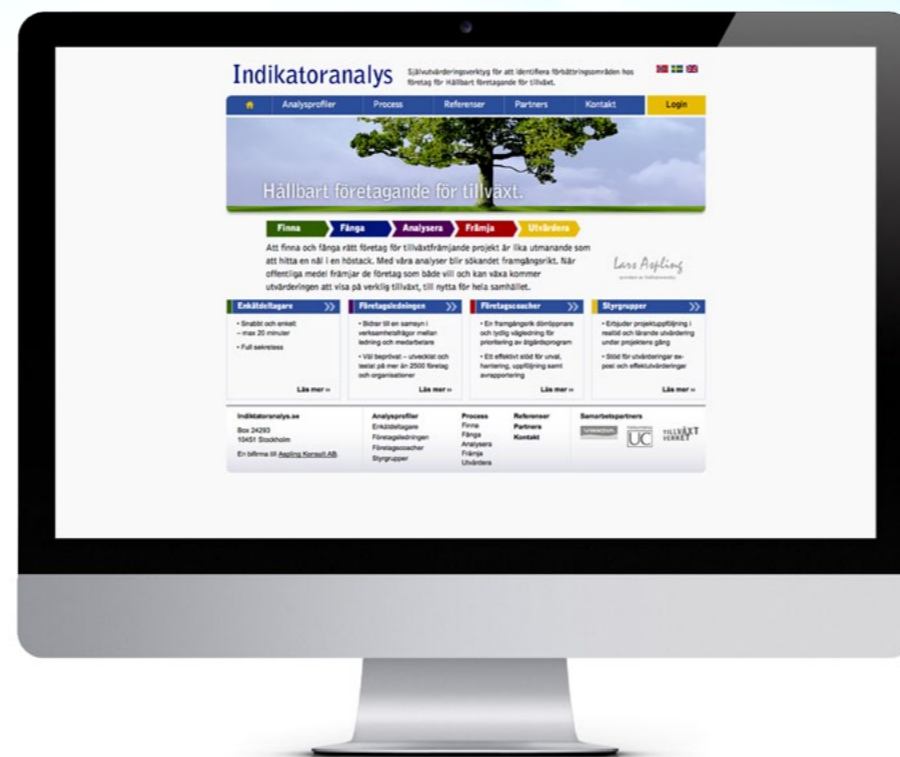 Indikatoranalys
Självutvärderingsverktyg för att identifiera förbättringsområden hos
företag för Hållbart företagande för tillväxt.
Analysprofiler Process Referenser Partners Kontakt Login
Hållbart företagande för tillväxt.
Finna Fånga Analysera Främja Utvärdera
Att finna och fånga rätt företag för tillväxtfrämjande projekt är lika utmanande som
att hitta en nål i en höstack. Med våra analyser blir sökandet framgångsrikt. När
offentliga medel främjar de företag som både vill och kan växa kommer
utvärderingen att visa på verklig tillväxt, till nytta för hela samhället.
Lars Aspling
Enkätdeltagare
• Snabbt och enkelt:
– max 20 minuter
• Full sekretess
Läs mer »
Företagsledningen
• Bidrar till en samsyn i
verksamhetsfrågor mellan
ledning och medarbetare
• Väl beprövat – utvecklat och
testat på mer än 2500 företag
och organisationer
Läs mer »
Företagscoacher
• En framgångsrik dörröppnare
och tydlig vägledning för
prioritering av åtgärdsprogram
• Ett effektivt stöd för urval,
hantering, uppföljning samt
avrapportering
Läs mer »
Styrgrupper
• Erbjuder projektuppföljning i
realtid och lärande utvärdering
under projektens gång
• Stöd för utvärderingar ex-
post och effektutvärderingar
Läs mer »
Indiktatoranalys.se
Box 24293
10451 Stockholm
En bifirma till Aspling Konsult AB.
Analysprofiler
Enkätdeltagare
Företagsledningen
Företagscoacher
Styrgrupper
Process
Finna
Fånga
Analysera
Främja
Utvärdera
Referenser
Partners
Kontakt
Samarbetspartners
VINNOVA
UC
TILLVÄXT
VERKET